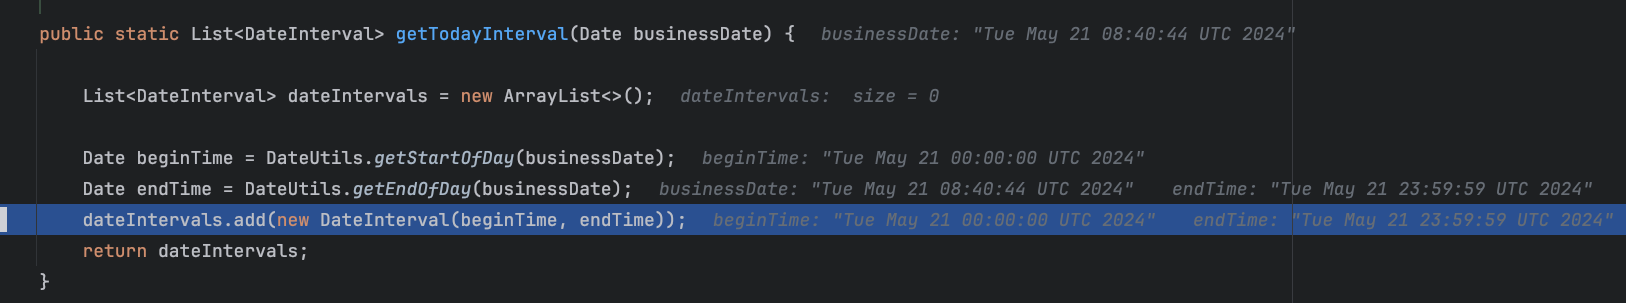 public static List<DateInterval> getTodayInterval(Date businessDate) { businessDate: "Tue May 21 08:40:44 UTC 2024"
List<DateInterval> dateIntervals = new ArrayList<>(); dateIntervals: size = 0
Date beginTime = DateUtils.getStartOfDay(businessDate); beginTime: "Tue May 21 00:00:00 UTC 2024"
Date endTime = DateUtils.getEndOfDay(businessDate); businessDate: "Tue May 21 08:40:44 UTC 2024" endTime: "Tue May 21 23:59:59 UTC 2024"
dateIntervals.add(new DateInterval(beginTime, endTime)); beginTime: "Tue May 21 00:00:00 UTC 2024" endTime: "Tue May 21 23:59:59 UTC 2024"
return dateIntervals;
}